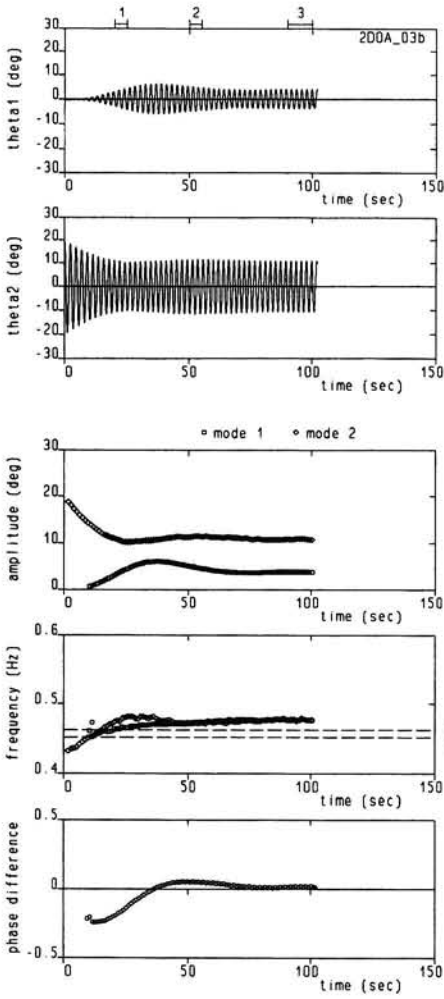 1 2 3
2DOA_03b
30
20
10
0
-10
-20
-30
theta1 (deg)
0 50 100 150
time (sec)
30
20
10
0
-10
-20
-30
theta2 (deg)
0 50 100 150
time (sec)
mode 1 mode 2
30
20
10
0
amplitude (deg)
0 50 100 150
time (sec)
0.6
0.5
0.4
frequency (Hz)
0 50 100 150
time (sec)
0.5
0
-0.5
phase difference
0 50 100 150
time (sec)